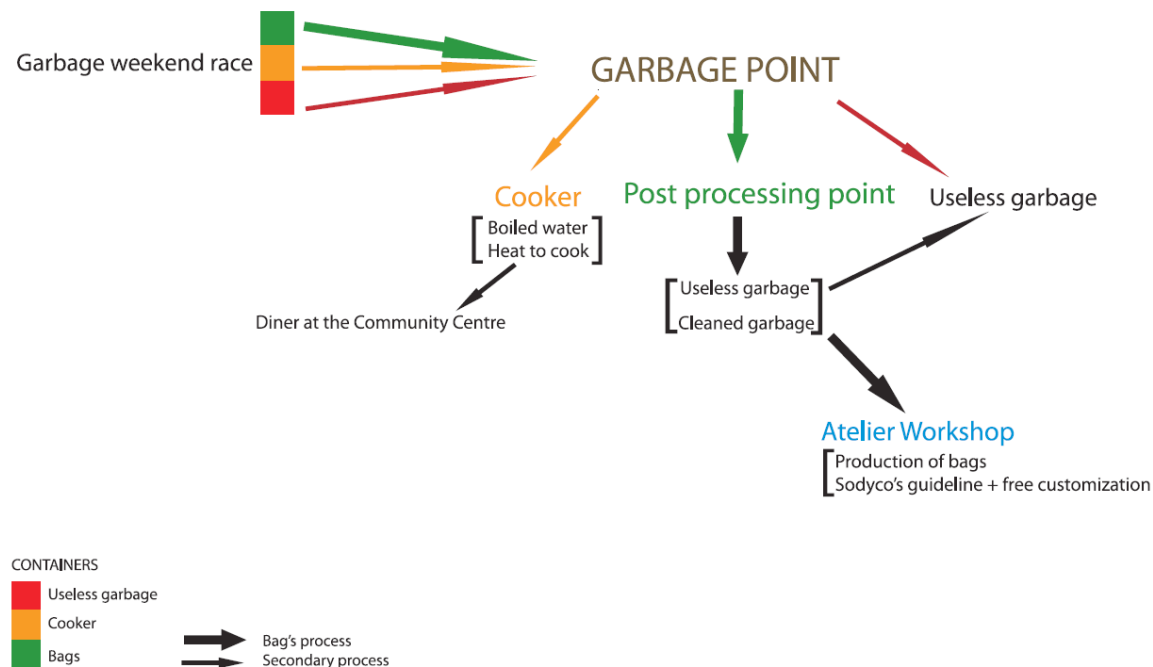 Garbage weekend race
GARBAGE POINT
Cooker
Boiled water
Heat to cook
Diner at the Community Centre
Post processing point
Useless garbage
Cleaned garbage
Useless garbage
Atelier Workshop
Production of bags
Sodyco's guideline + free customization
CONTAINERS
Useless garbage
Cooker
Bags
Bag's process
Secondary process